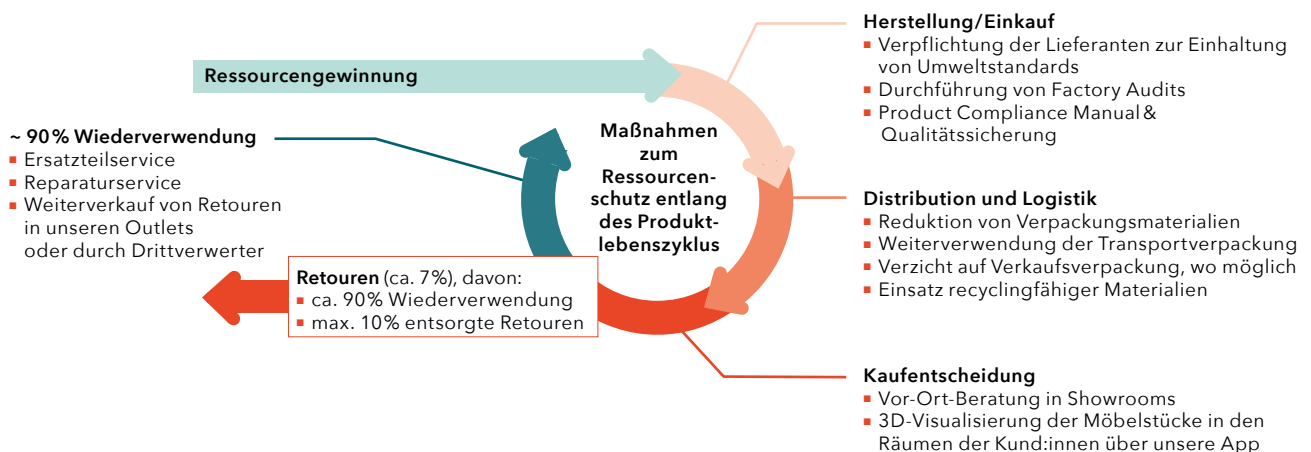 Ressourcengewinnung
Maßnahmen
zum
Ressourcen-
schutz entlang
des Produkt-
lebenszyklus
Herstellung/Einkauf
▪ Verpflichtung der Lieferanten zur Einhaltung
von Umweltstandards
▪ Durchführung von Factory Audits
▪ Product Compliance Manual &
Qualitätssicherung
Distribution und Logistik
▪ Reduktion von Verpackungsmaterialien
▪ Weiterverwendung der Transportverpackung
▪ Verzicht auf Verkaufsverpackung, wo möglich
▪ Einsatz recyclingfähiger Materialien
Kaufentscheidung
▪ Vor-Ort-Beratung in Showrooms
▪ 3D-Visualisierung der Möbelstücke in den
Räumen der Kund:innen über unsere App
Retouren (ca. 7%), davon:
▪ ca. 90% Wiederverwendung
▪ max. 10% entsorgte Retouren
~ 90% Wiederverwendung
▪ Ersatzteilservice
▪ Reparaturservice
▪ Weiterverkauf von Retouren
in unseren Outlets
oder durch Drittverwerter